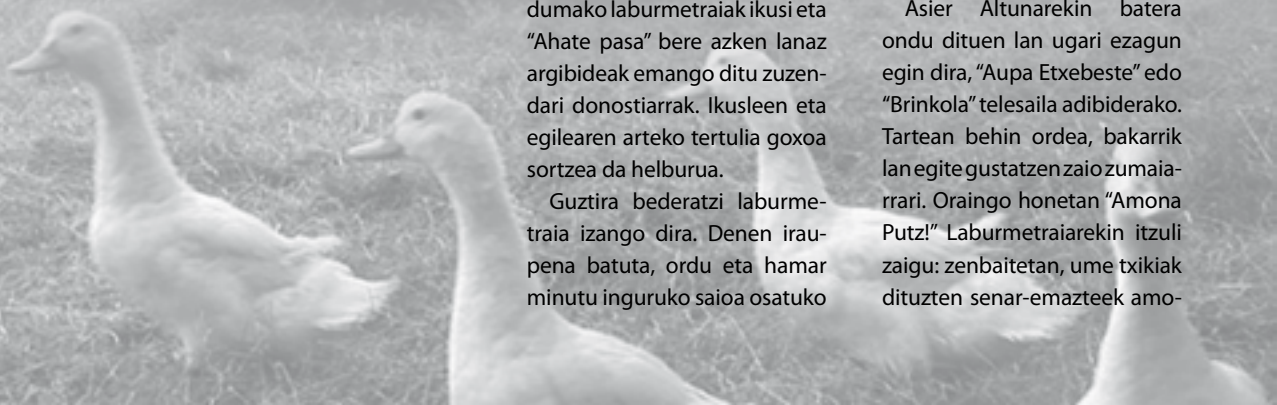 dumako laburmetraiak ikusi eta
“Ahate pasa” bere azken lanaz
argibideak emango ditu zuzen-
dari donostiarrak. Ikusleen eta
egilearen arteko tertulia goxoa
sortzea da helburua.
Guztira bederatzi laburme-
traia izango dira. Denen irau-
pena batuta, ordu eta hamar
minutu inguruko saioa osatuko
Asier Altunarekin batera
ondu dituen lan ugari ezagun
egin dira, “Aupa Etxebeste” edo
“Brinkola” telesaila adibiderako.
Tartean behin ordea, bakarrik
lan egite gustatzen zaio zumaia-
rrari. Oraingo honetan “Amona
Putz!” Laburmetraiarekin itzuli
zaigu: zenbaitetan, ume txikiak
dituzten senar-emazteek amo-